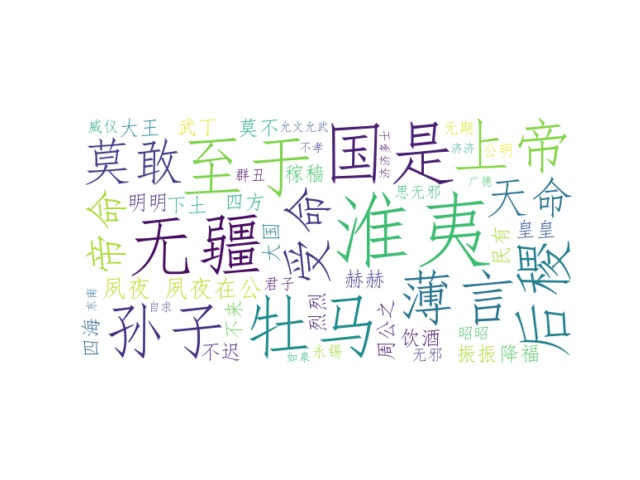 威仪
大王
武丁
莫不
允文允武
无期
济济
公明
莫敢
至于
国是
上帝
不孝
济济多士
群丑
稼穑
思无邪
广德
帝命
明明
下土
四方
受命
淮夷
天命
无疆
大国
民有
皇皇
后稷
夙夜
夙夜在公
君子
赫赫
薄言
四海
东南
孙子
自求
不来
烈烈
牡马
周公之
饮酒
昭昭
不迟
如皋
永锡
无邪
振振
降福